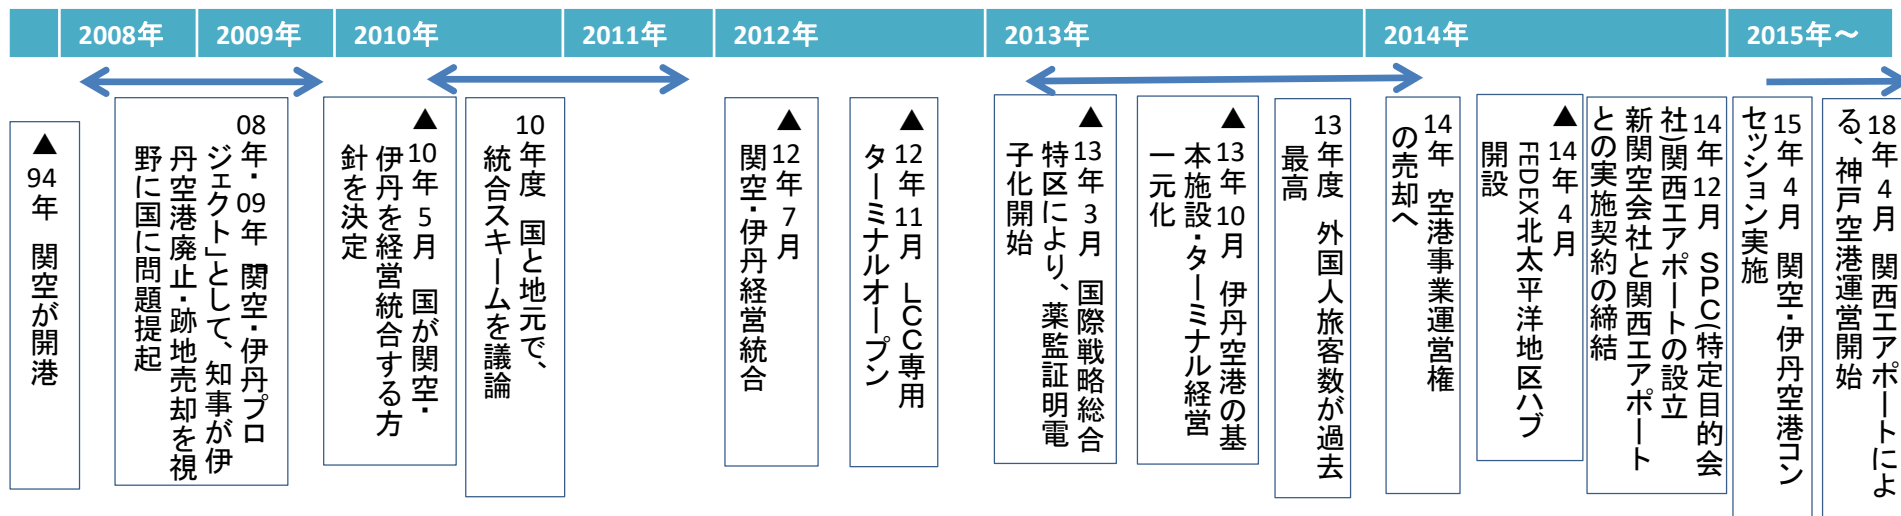 2008年
2009年
2010年
2011年
2012年
2013年
2014年
2015年～
▲94年 関空が開港
08年・09年 「関空・伊丹プロ
ジェクト」として、知事が伊
丹空港廃止・跡地売却を視
野に国に問題提起
▲10年5月 国が関空・
伊丹を経営統合する方
針を決定
10年度 国と地元で、
統合スキームを議論
▲12年7月
関空・伊丹経営統合
▲12年11月 LCC専用
ターミナルオープン
▲13年3月 国際戦略総合
特区により、薬監証明電
子化開始
▲13年10月 伊丹空港の基
本施設・ターミナル経営
一元化
13年度 外国人旅客数が過去
最高
14年 空港事業運営権
の売却へ
▲14年4月
FEDEX北太平洋地区ハブ
開設
14年12月 SPC(特定目的会
社)関西エアポートの設立
新関空会社と関西エアポート
との実施契約の締結
15年4月 関空・伊丹空港コン
セッション実施
18年4月 関西エアポートによ
る、神戸空港運営開始